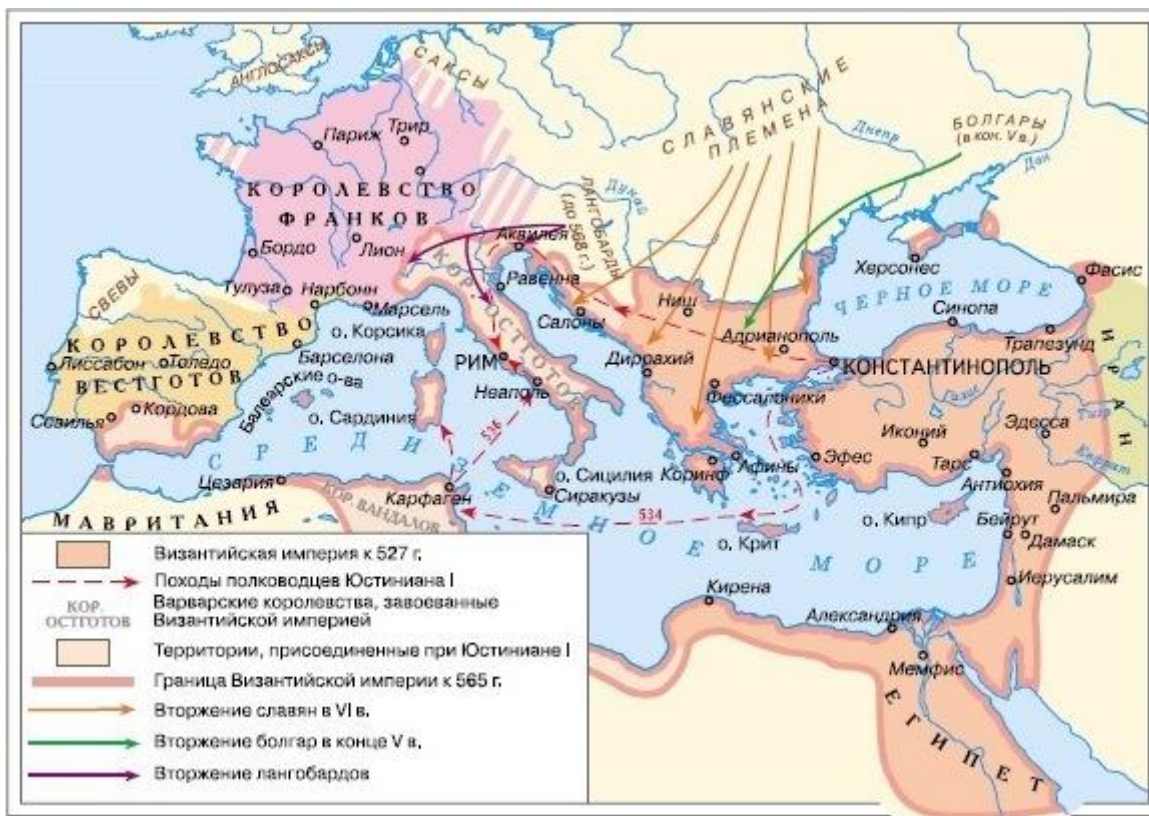 АНГЛОСАКСЫ
САКСЫ
СЛАВЯНСКИЕ
ПЛЕМЕНА
Днепр
БОЛГАРЫ
(в кон. V в.)
Дон
Париж
Трир
КОРОЛЕВСТВО
ФРАНКОВ
Дунай
ЛАНГОБАРДЫ
(до 568 г.)
Бордо
Лион
Аквилея
Херсонес
Фасис
СВЕВЫ
Тулуза
Нарбонн
Марсель
Равенна
КОР. ОСТГОТОВ
Салоны
Ниш
ЧЕРНОЕ МОРЕ
Синопа
Трапезунд
ИРАН
КОРОЛЕВСТВО
ВЕСТГОТОВ
Лиссабон
Толедо
Барселона
о. Корсика
РИМ
Неаполь
Диррахий
Адрианополь
КОНСТАНТИНОПОЛЬ
Балеарские о-ва
Фессалоники
Галис
Тигр
Севилья
Кордова
о. Сардиния
536
Иконий
Эдесса
Евфрат
СРЕДИЗЕМНОЕ МОРЕ
Цезария
Карфаген
о. Сицилия
Сиракузы
Коринф
Афины
Эфес
Тарс
Антиохия
Пальмира
МАВРИТАНИЯ
КОР. ВАНДАЛОВ
534
о. Крит
о. Кипр
Бейрут
Дамаск
Кирена
Александрия
Иерусалим
Мемфис
ЕГИПЕТ
Византийская империя к 527 г.
Походы полководцев Юстиниана I
КОР.
ОСТГОТОВ
Варварские королевства, завоеванные
Византийской империей
Территории, присоединенные при Юстиниане I
Граница Византийской империи к 565 г.
Вторжение славян в VI в.
Вторжение болгар в конце V в.
Вторжение лангобардов